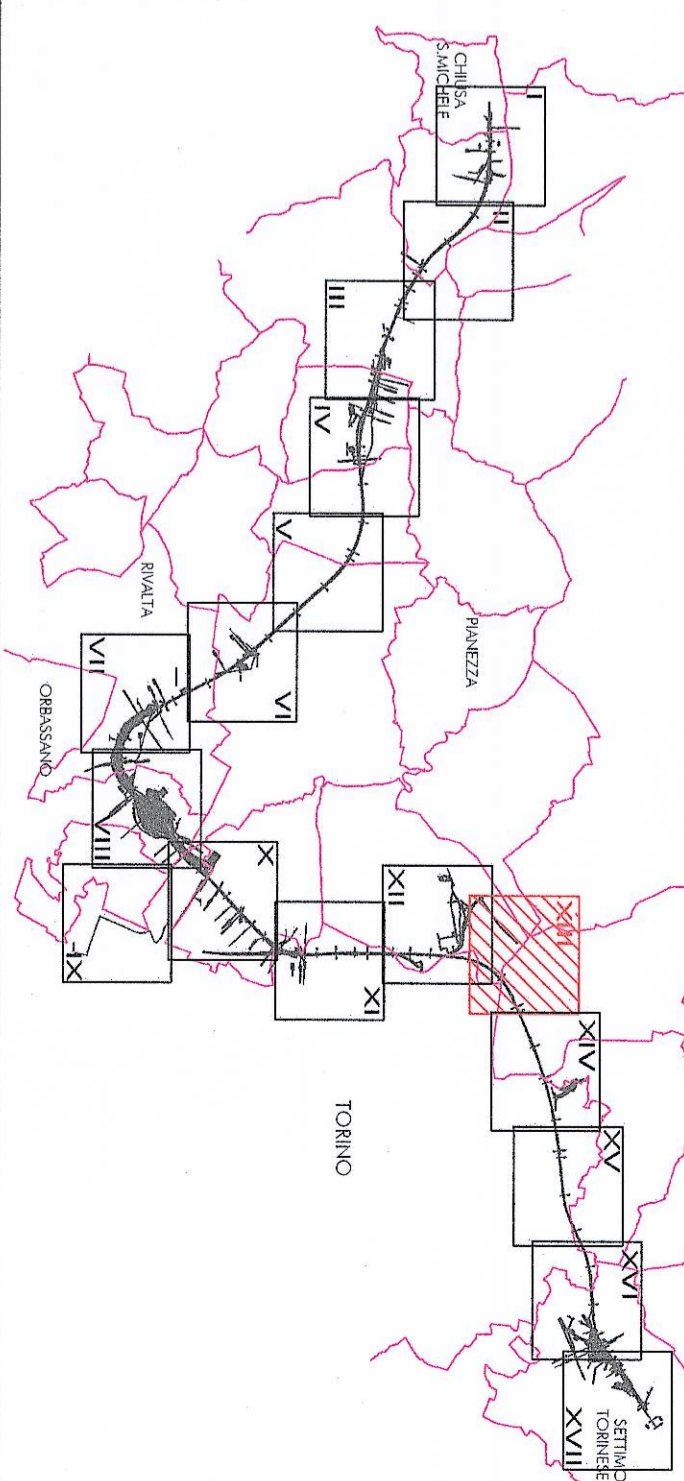 CHIUSA
S.MICHELE
I
II
III
IV
V
VI
RIVALTA
VII
ORBASSANO
VIII
IX
X
XI
XII
PIANEZZA
XIII
XIV
TORINO
XV
XVI
SETTIMO
TORINESE
XVII